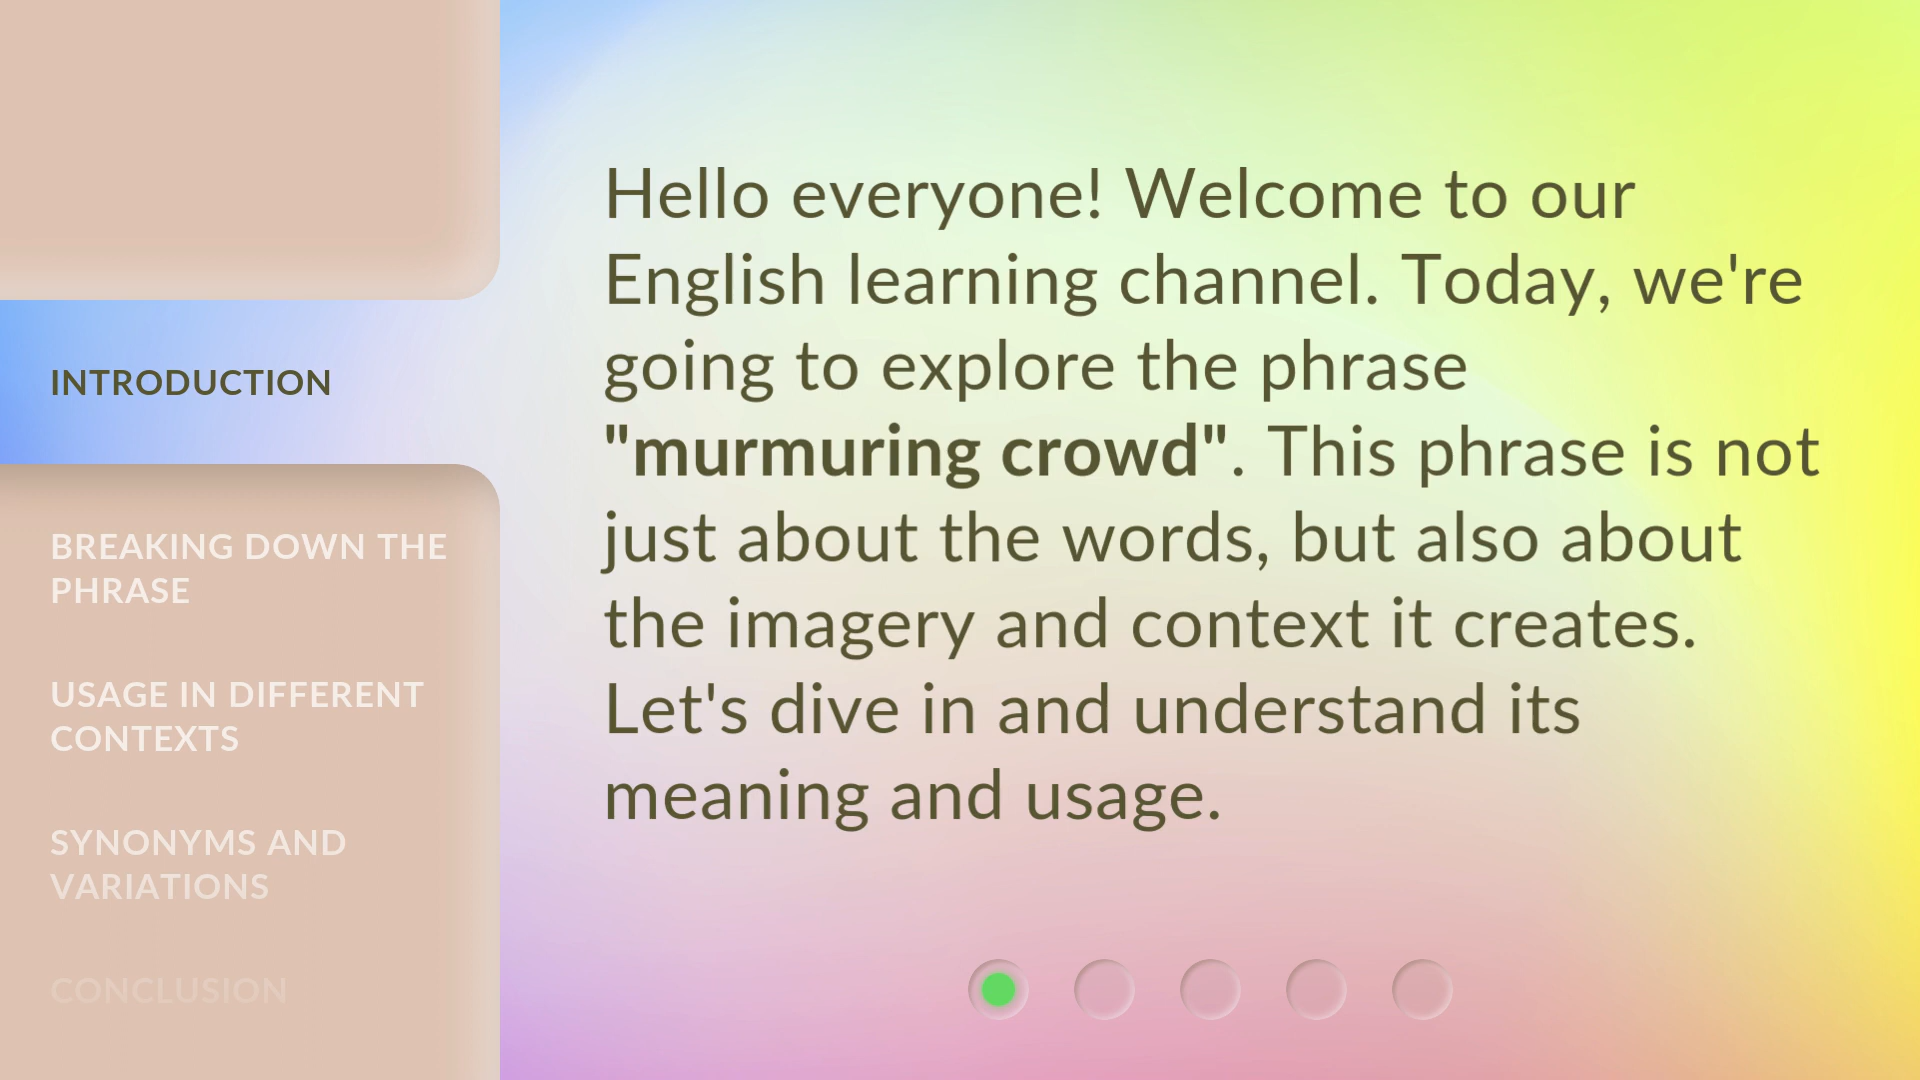 INTRODUCTION
BREAKING DOWN THE
PHRASE
USAGE IN DIFFERENT
CONTEXTS
SYNONYMS AND
VARIATIONS
CONCLUSION
Hello everyone! Welcome to our
English learning channel. Today, we're
going to explore the phrase
"murmuring crowd". This phrase is not
just about the words, but also about
the imagery and context it creates.
Let's dive in and understand its
meaning and usage.